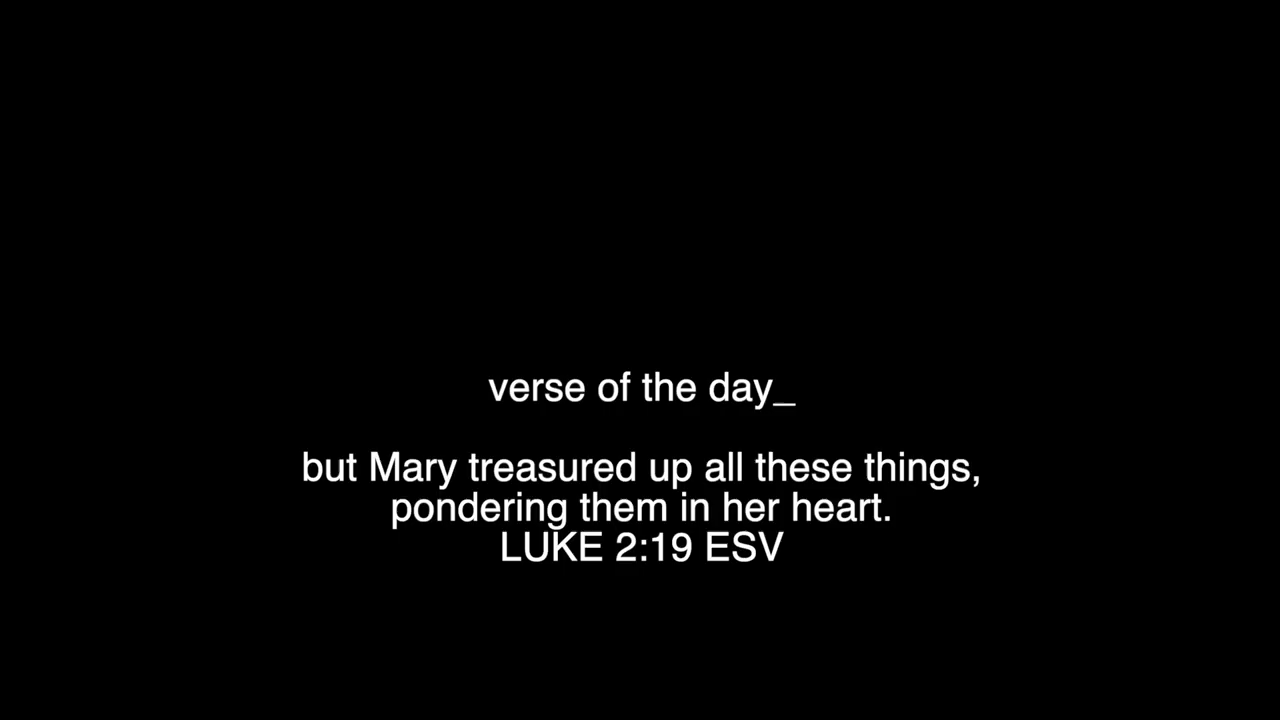 verse of the day_
but Mary treasured up all these things,
pondering them in her heart.
LUKE 2:19 ESV